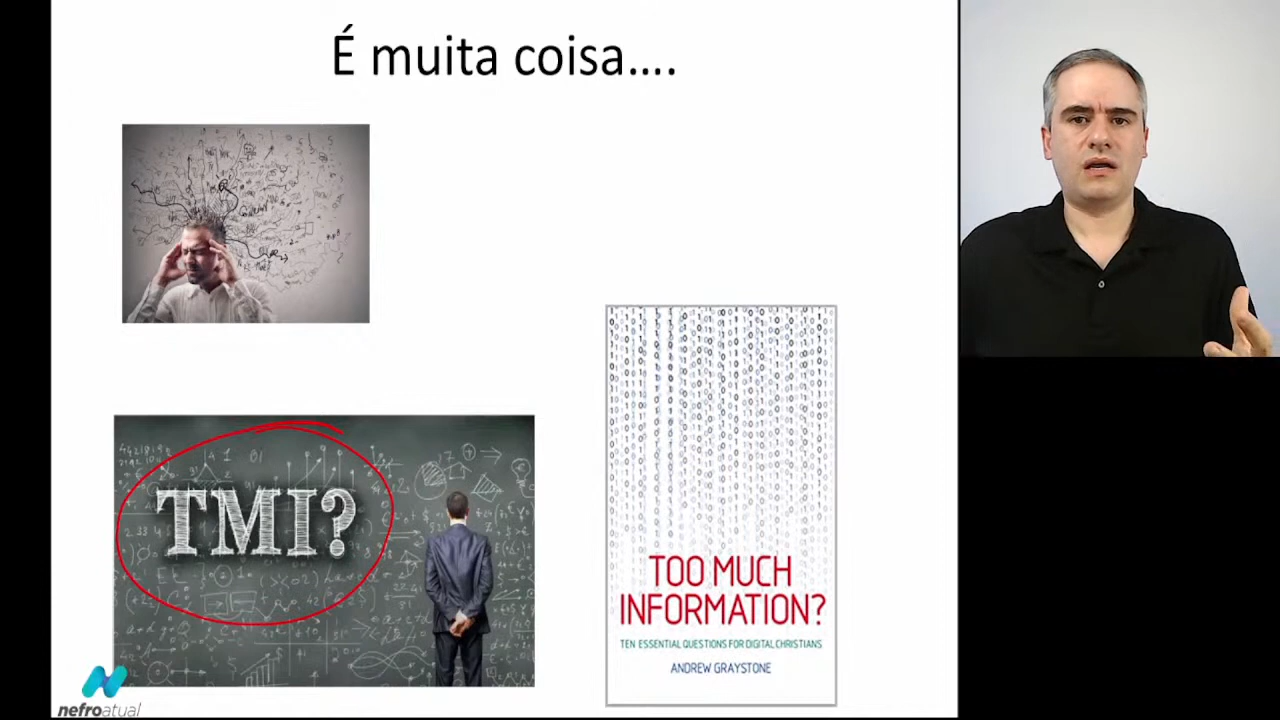 É muita coisa....
TMI?
TOO MUCH
INFORMATION?
TEN ESSENTIAL QUESTIONS FOR DIGITAL CHRISTIANS
ANDREW GRAYSTONE
nefroatual